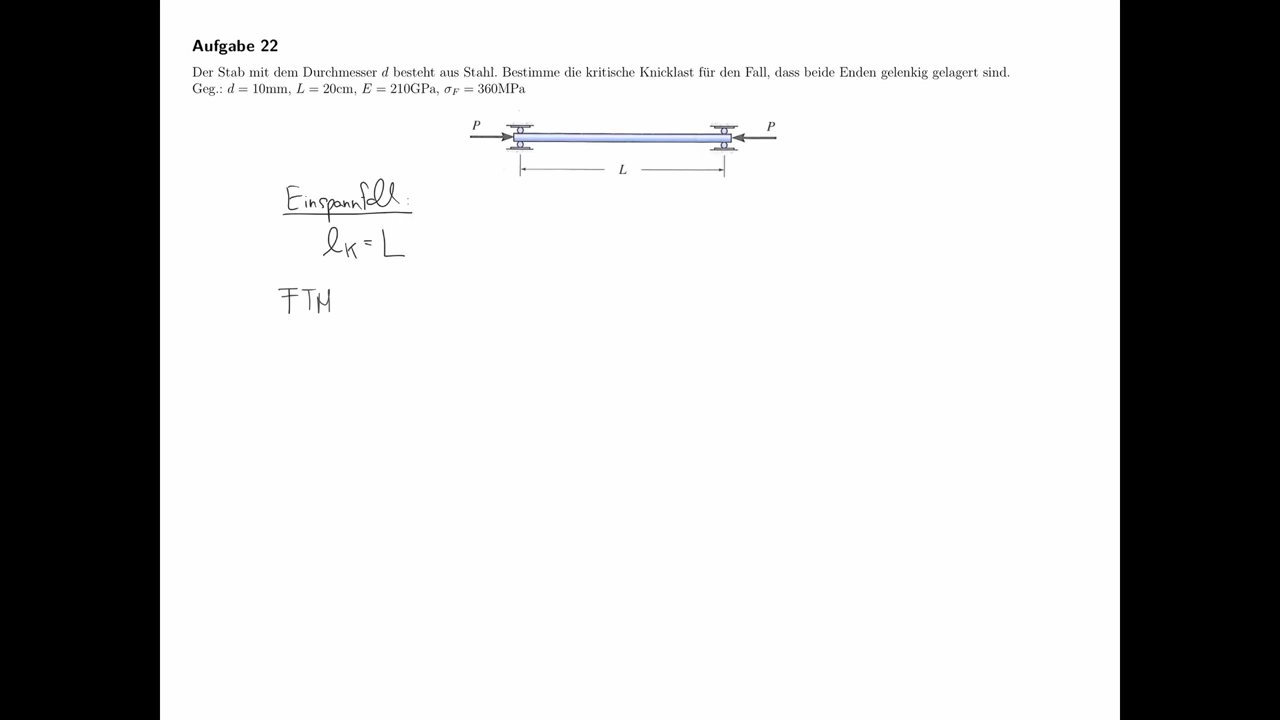 Aufgabe 22
Der Stab mit dem Durchmesser d besteht aus Stahl. Bestimme die kritische Knicklast für den Fall, dass beide Enden gelenkig gelagert sind.
Geg.: d = 10mm, L = 20cm, E = 210GPa, σ_F = 360MPa
P P
L
Einspannfall:
l_K = L
FTM